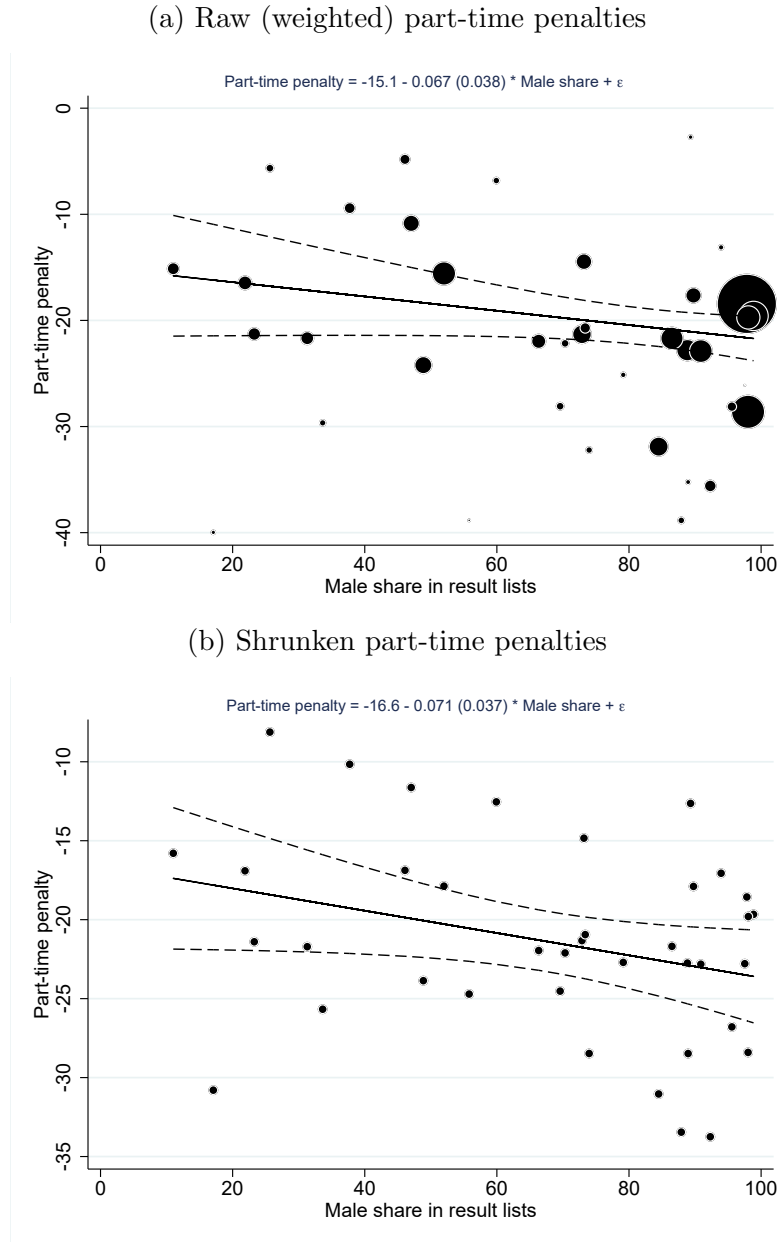 (a) Raw (weighted) part-time penalties
Part-time penalty = -15.1 - 0.067 (0.038) * Male share + ε
0
-10
-20
-30
-40
Part-time penalty
0 20 40 60 80 100
Male share in result lists
(b) Shrunken part-time penalties
Part-time penalty = -16.6 - 0.071 (0.037) * Male share + ε
-10
-15
-20
-25
-30
-35
Part-time penalty
0 20 40 60 80 100
Male share in result lists